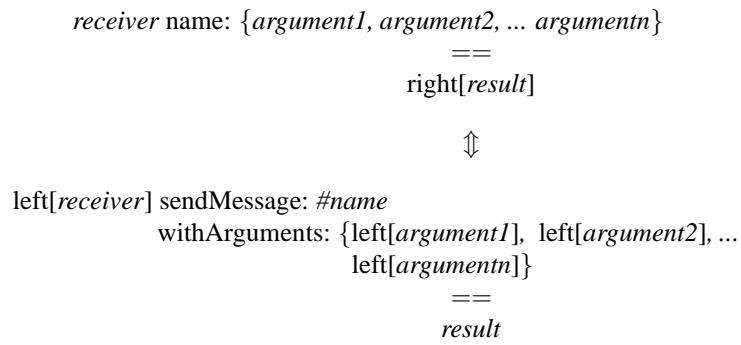 receiver name: {argument1, argument2, ... argumentn}
==
right[result]
⇕
left[receiver] sendMessage: #name
withArguments: {left[argument1], left[argument2], ...
left[argumentn]}
==
result